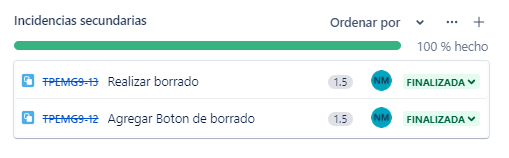 Incidencias secundarias Ordenar por ... +
100 % hecho
TPEMG9-13 Realizar borrado 1.5 NM FINALIZADA
TPEMG9-12 Agregar Boton de borrado 1.5 NM FINALIZADA